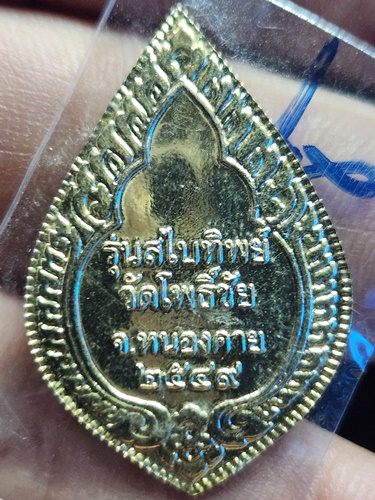 รุ่นสไบทิพย์
วัดโพธิ์ชัย
จ.หนองคาย
๒๕๔๙